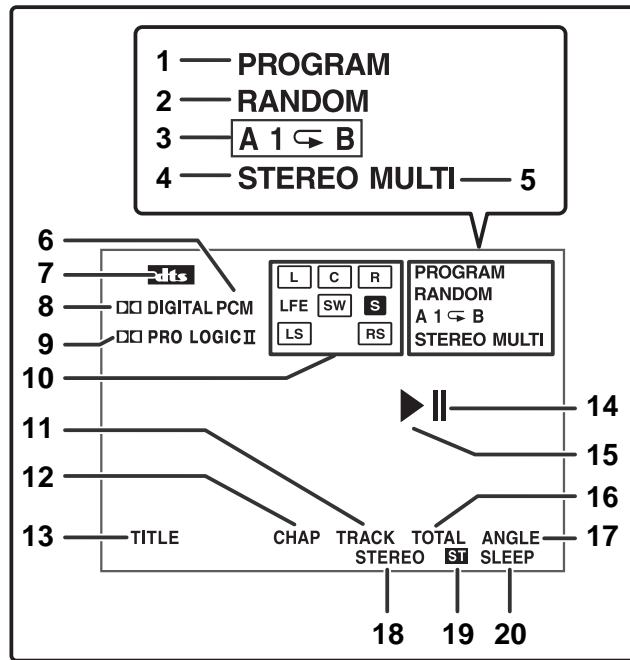 1 PROGRAM
2 RANDOM
3 A 1 B
4 STEREO MULTI 5
6
7 dts
8 DIGITAL PCM
9 PRO LOGIC II
10
L C R
LFE SW S
LS RS
PROGRAM
RANDOM
A 1 B
STEREO MULTI
14
15
11
12
16
13 TITLE CHAP TRACK TOTAL ANGLE 17
STEREO ST SLEEP
18 19 20